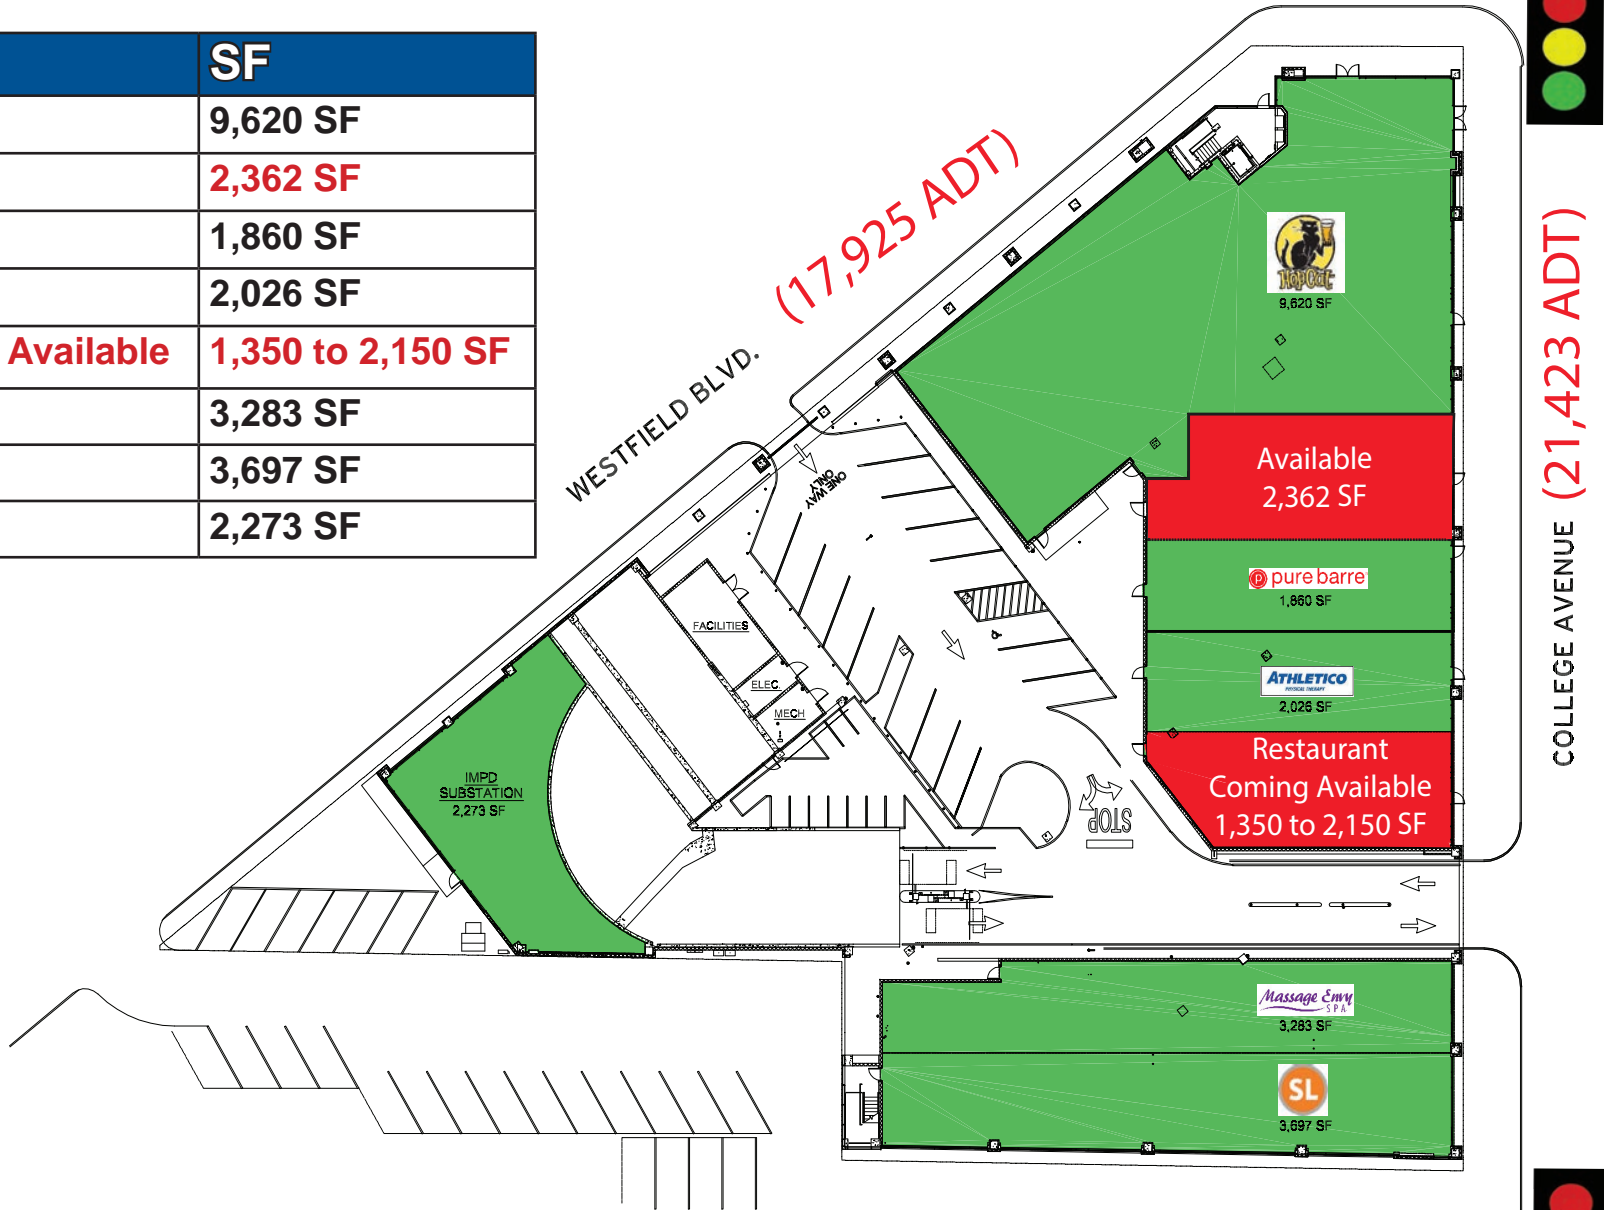 SF
9,620 SF
2,362 SF
1,860 SF
2,026 SF
Available 1,350 to 2,150 SF
3,283 SF
3,697 SF
2,273 SF
WESTFIELD BLVD.
(17,925 ADT)
COLLEGE AVENUE
(21,423 ADT)
HopCat
9,620 SF
Available
2,362 SF
pure barre
1,860 SF
ATHLETICO
PHYSICAL THERAPY
2,026 SF
Restaurant
Coming Available
1,350 to 2,150 SF
ONE WAY
ONLY
FACILITIES
ELEC.
MECH
IMPD
SUBSTATION
2,273 SF
STOP
Massage Envy
SPA
3,283 SF
SL
3,697 SF